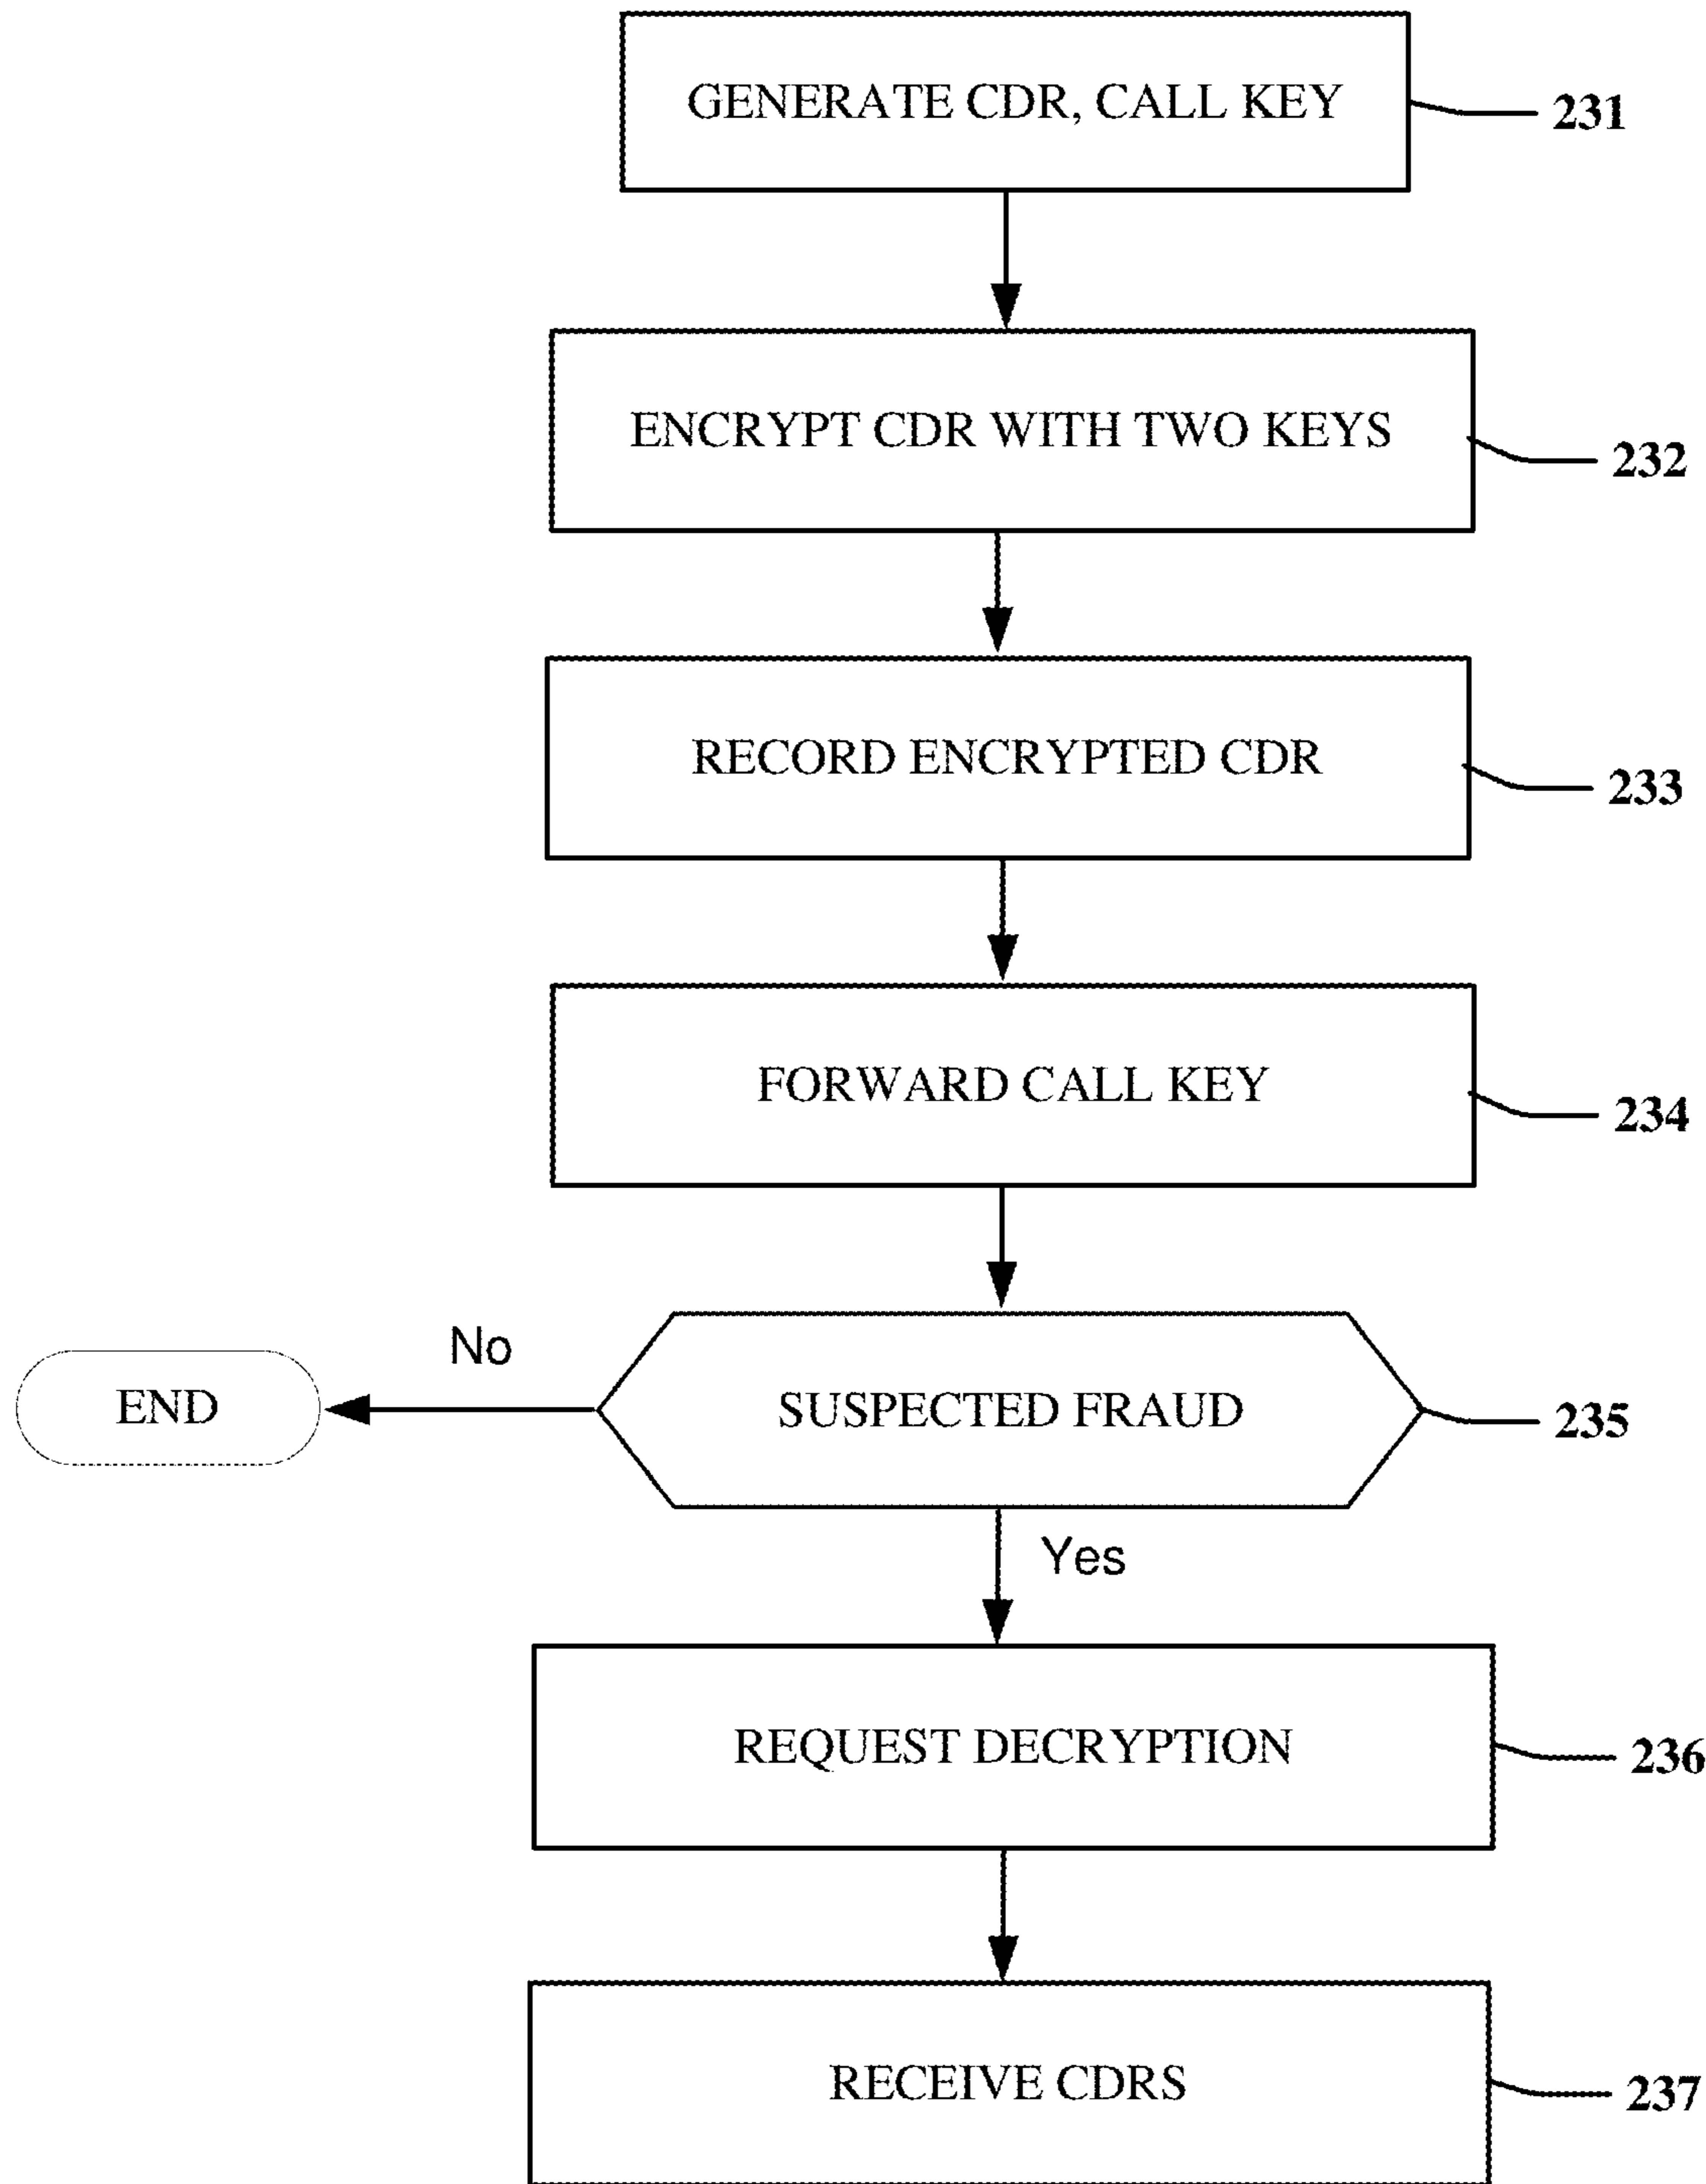 GENERATE CDR, CALL KEY
231
ENCRYPT CDR WITH TWO KEYS
232
RECORD ENCRYPTED CDR
233
FORWARD CALL KEY
234
No
END
SUSPECTED FRAUD
235
Yes
REQUEST DECRYPTION
236
RECEIVE CDRS
237